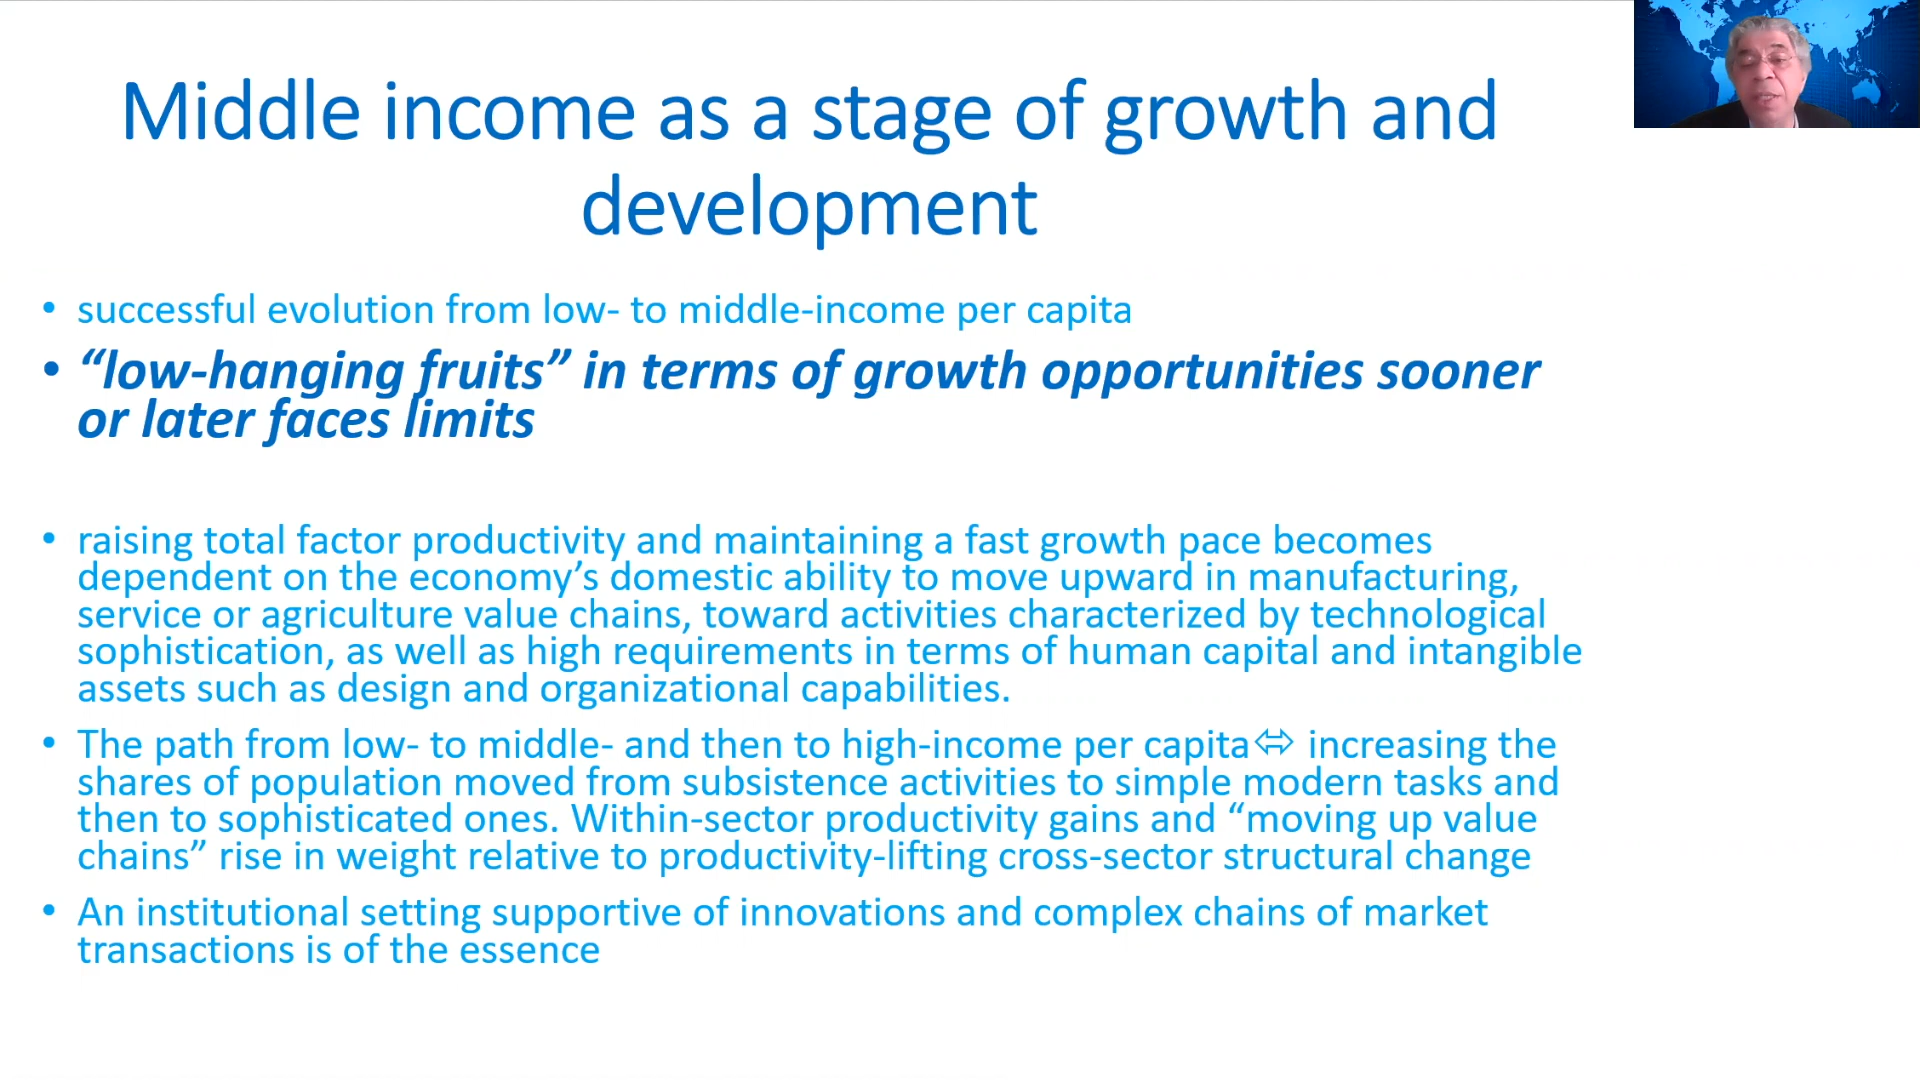 Middle income as a stage of growth and
development
• successful evolution from low- to middle-income per capita
• “low-hanging fruits” in terms of growth opportunities sooner
or later faces limits
• raising total factor productivity and maintaining a fast growth pace becomes
dependent on the economy’s domestic ability to move upward in manufacturing,
service or agriculture value chains, toward activities characterized by technological
sophistication, as well as high requirements in terms of human capital and intangible
assets such as design and organizational capabilities.
• The path from low- to middle- and then to high-income per capita⬄ increasing the
shares of population moved from subsistence activities to simple modern tasks and
then to sophisticated ones. Within-sector productivity gains and “moving up value
chains” rise in weight relative to productivity-lifting cross-sector structural change
• An institutional setting supportive of innovations and complex chains of market
transactions is of the essence